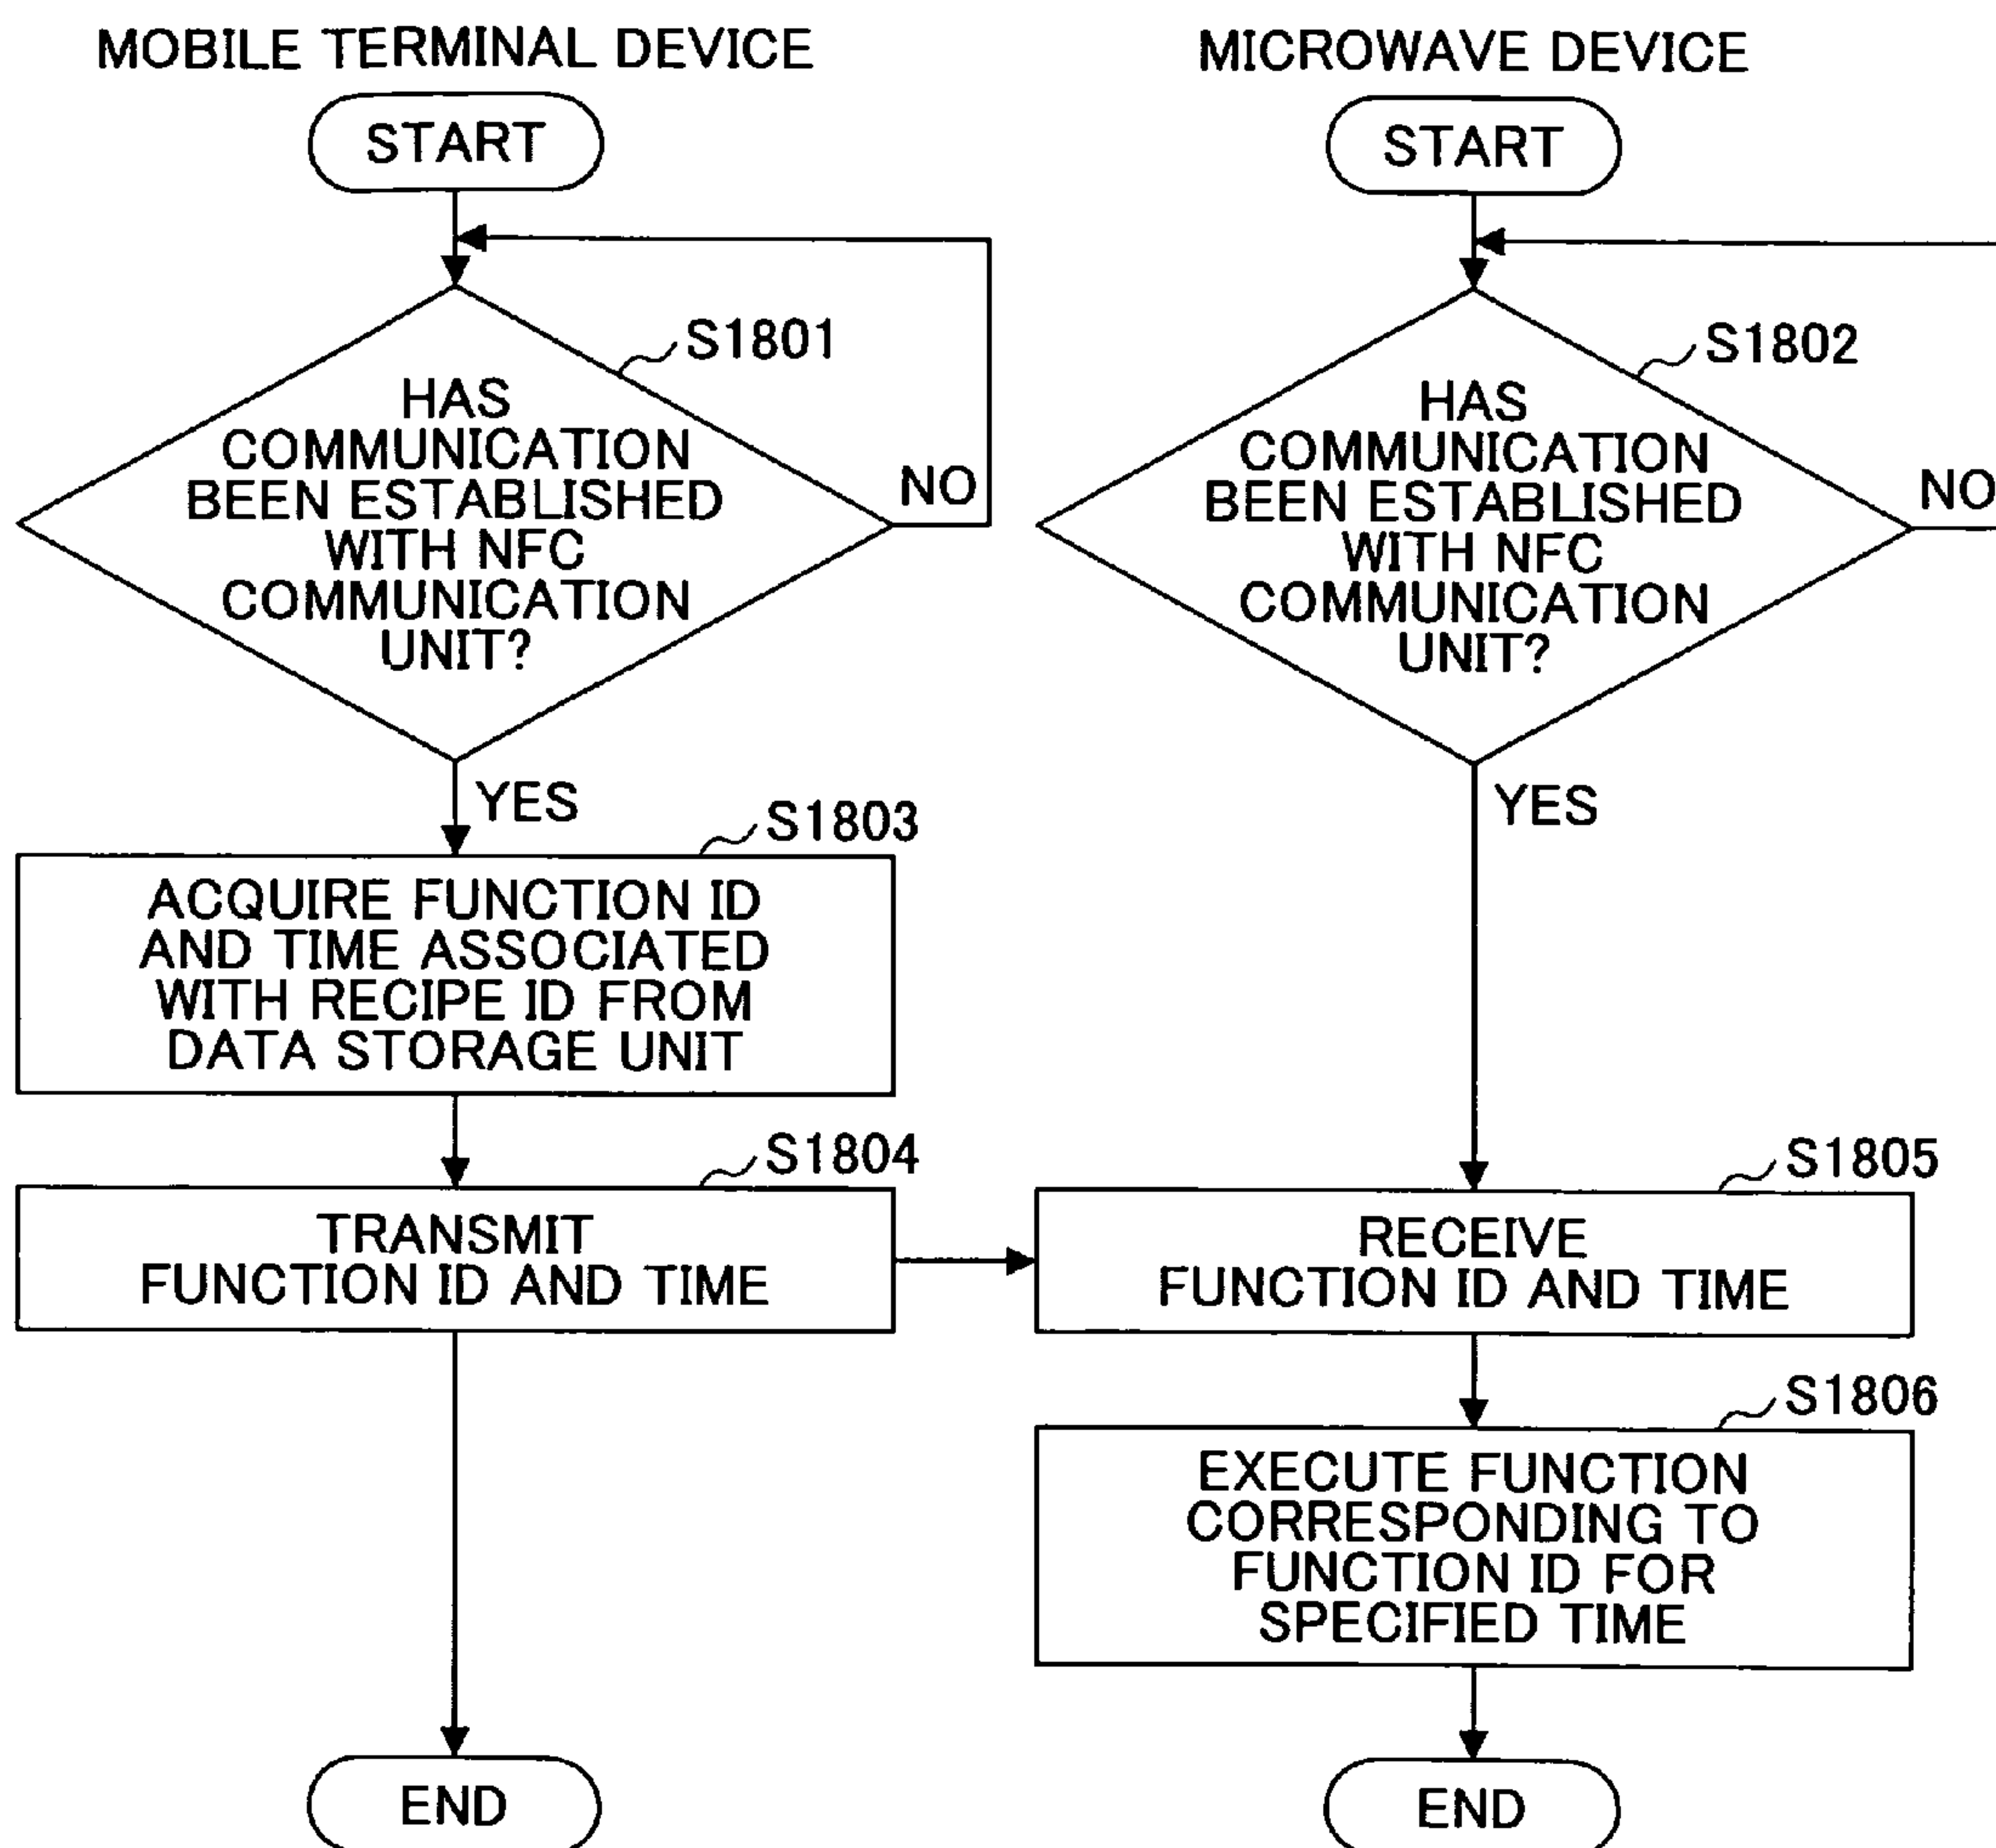 MOBILE TERMINAL DEVICE
START
S1801
HAS
COMMUNICATION
BEEN ESTABLISHED
WITH NFC
COMMUNICATION
UNIT?
NO
YES
S1803
ACQUIRE FUNCTION ID
AND TIME ASSOCIATED
WITH RECIPE ID FROM
DATA STORAGE UNIT
S1804
TRANSMIT
FUNCTION ID AND TIME
END
MICROWAVE DEVICE
START
S1802
HAS
COMMUNICATION
BEEN ESTABLISHED
WITH NFC
COMMUNICATION
UNIT?
NO
YES
S1805
RECEIVE
FUNCTION ID AND TIME
S1806
EXECUTE FUNCTION
CORRESPONDING TO
FUNCTION ID FOR
SPECIFIED TIME
END